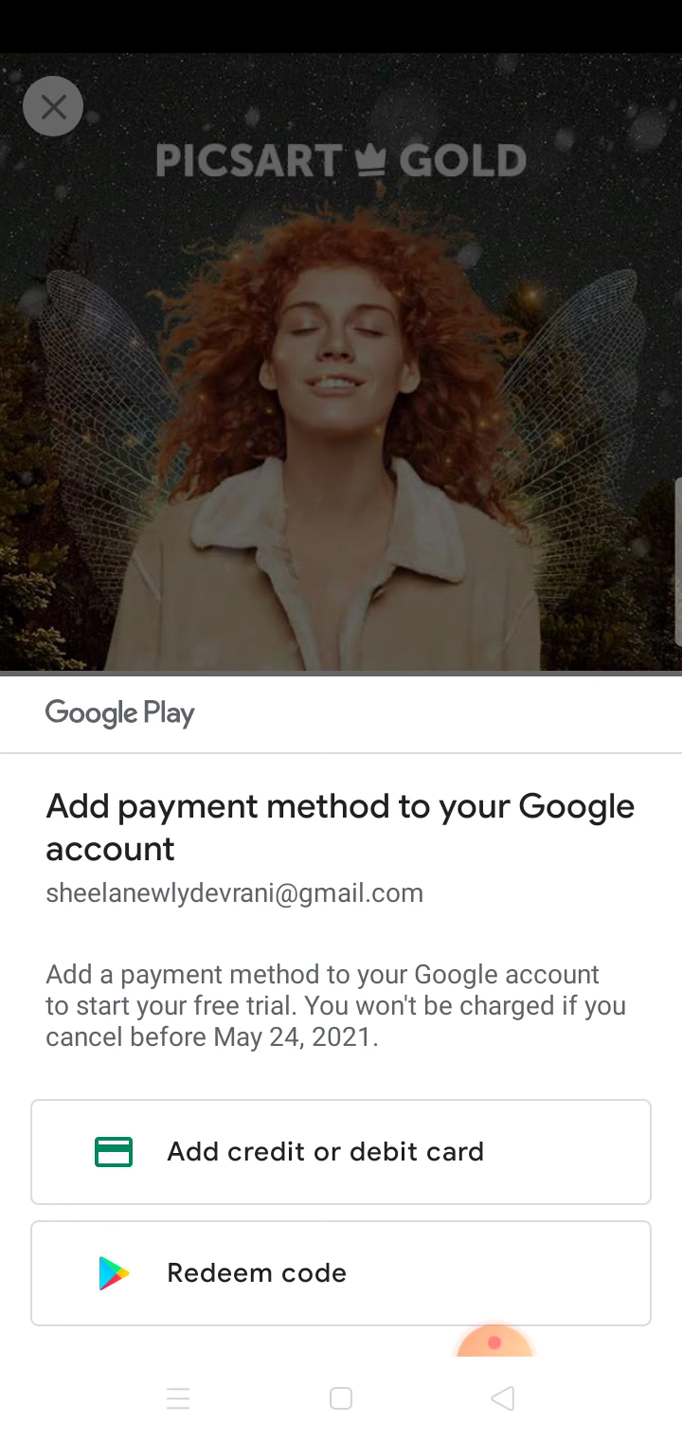 PICSART GOLD
Google Play
Add payment method to your Google
account
sheelanewlydevrani@gmail.com
Add a payment method to your Google account
to start your free trial. You won't be charged if you
cancel before May 24, 2021.
Add credit or debit card
Redeem code